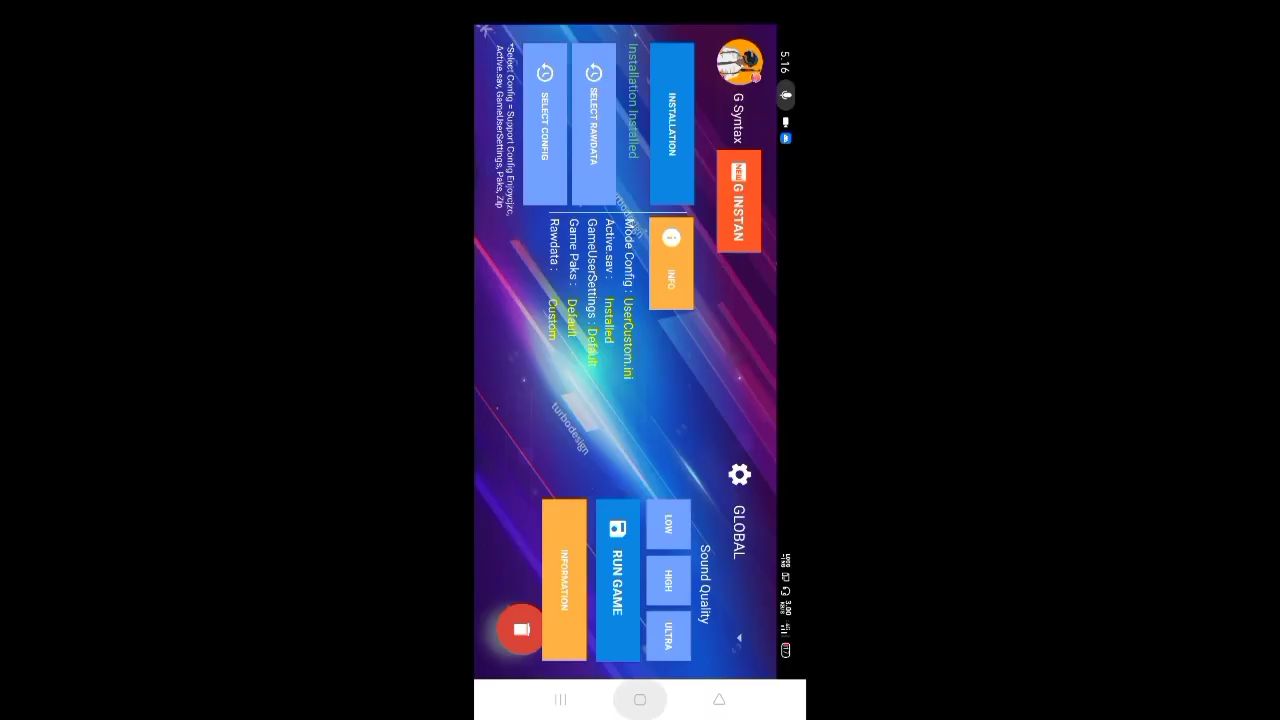 5.16
G Syntax
NEW G INSTAN
GLOBAL
INSTALLATION
INFO
Sound Quality
LOW
HIGH
ULTRA
Installation Installed
Mode Config : UserCustom.ini
Active.sav : Installed
GameUserSettings : Default
Game Paks : Default
Rawdata : Custom
SELECT RAWDATA
SELECT CONFIG
RUN GAME
INFORMATION
*Select Config = Support Config Enjoycjzc,
Active.sav, GameUserSettings, Paks, Zip
turbodesign